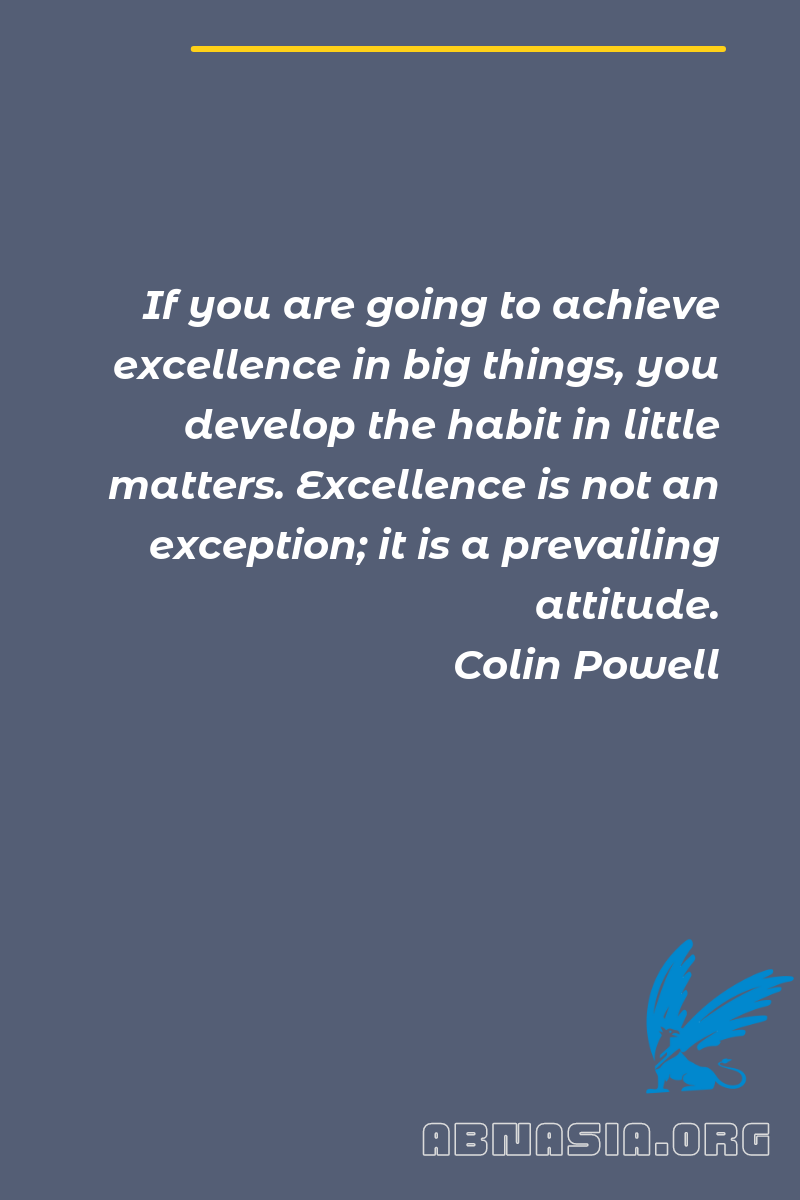 If you are going to achieve
excellence in big things, you
develop the habit in little
matters. Excellence is not an
exception; it is a prevailing
attitude.
Colin Powell
ABNASIA.ORG